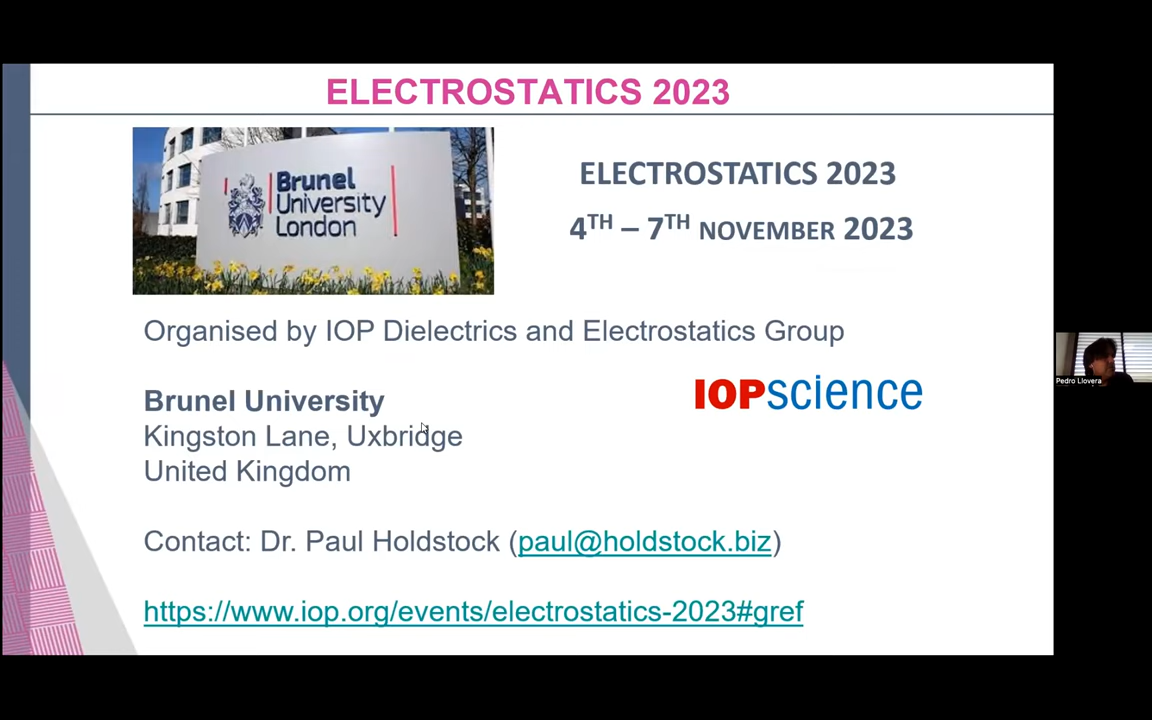 ELECTROSTATICS 2023
Brunel
University
London
ELECTROSTATICS 2023
4TH – 7TH NOVEMBER 2023
Organised by IOP Dielectrics and Electrostatics Group
IOPscience
Brunel University
Kingston Lane, Uxbridge
United Kingdom
Contact: Dr. Paul Holdstock (paul@holdstock.biz)
https://www.iop.org/events/electrostatics-2023#gref
Pedro Llovera